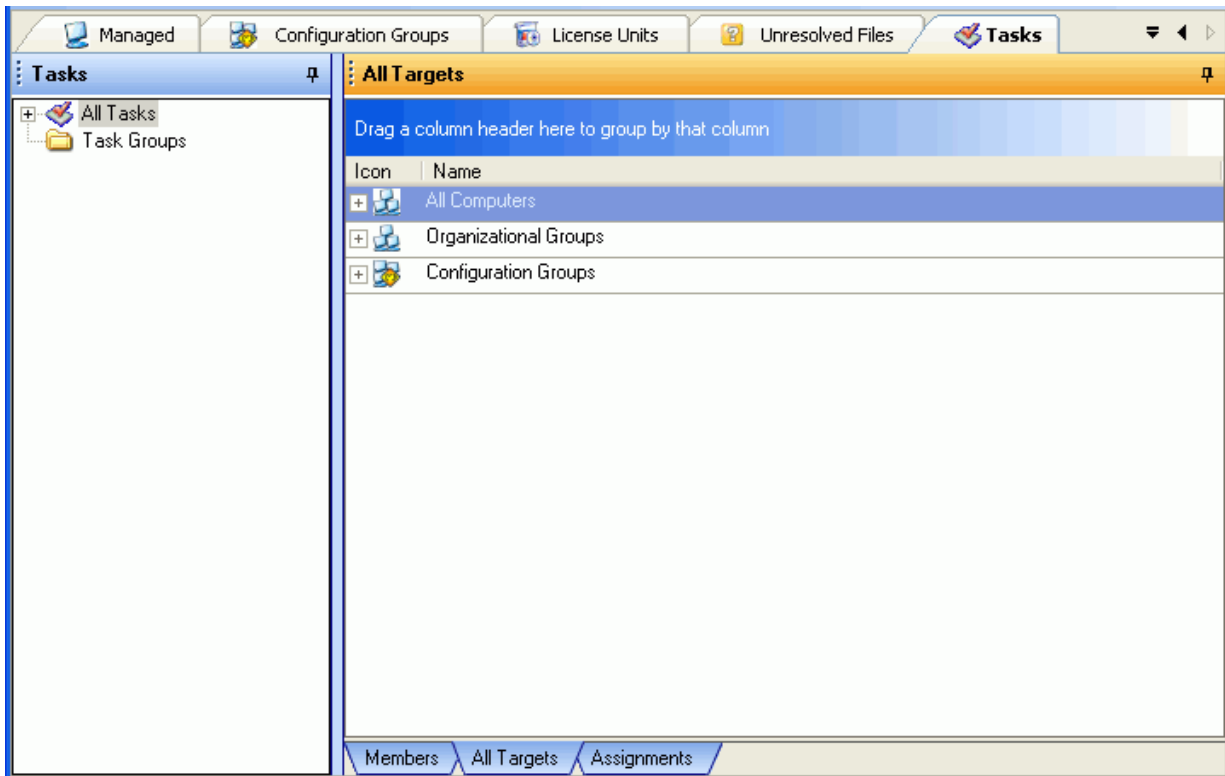 Managed
Configuration Groups
License Units
Unresolved Files
Tasks
Tasks
All Tasks
Task Groups
All Targets
Drag a column header here to group by that column
Icon Name
All Computers
Organizational Groups
Configuration Groups
Members
All Targets
Assignments